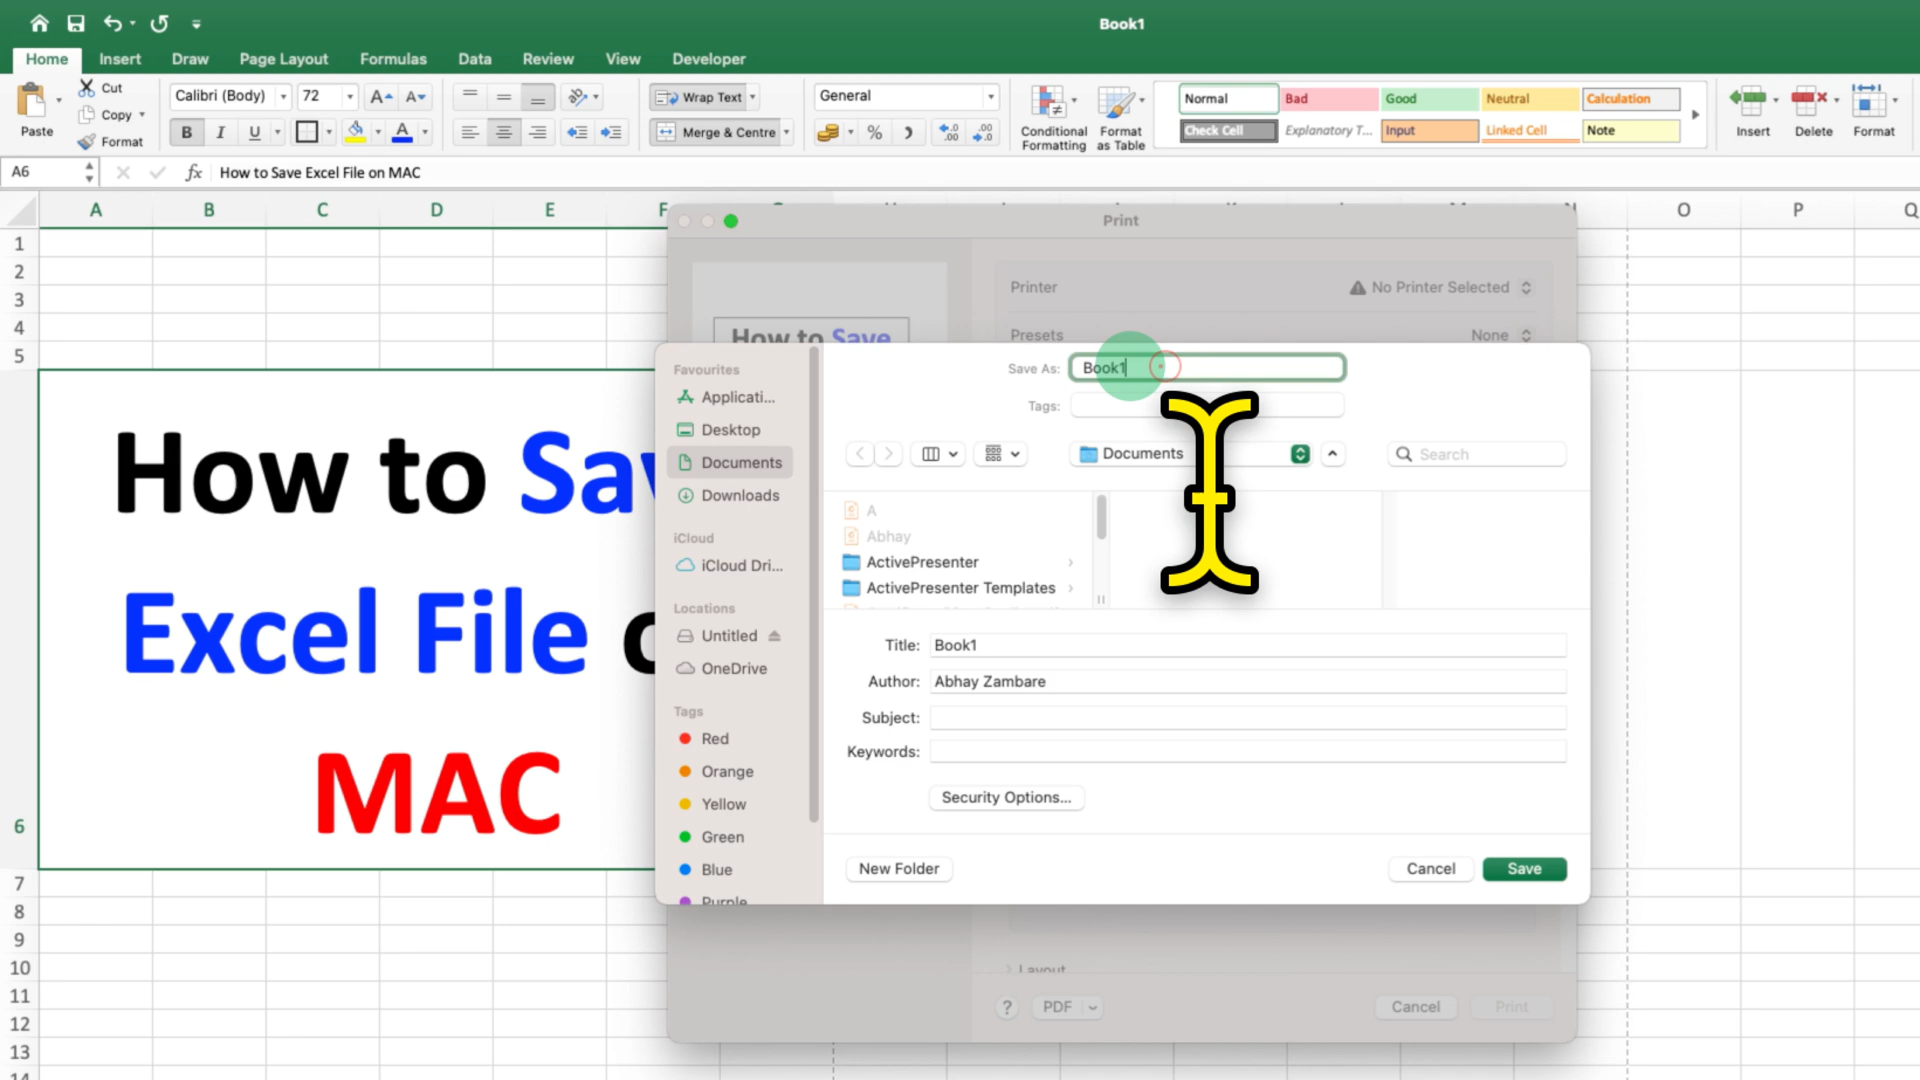 Book1
Home Insert Draw Page Layout Formulas Data Review View Developer
Paste
Cut
Copy
Format
Calibri (Body) 72
B I U
Wrap Text
Merge & Centre
General
Conditional Formatting
Format as Table
Normal Bad Good Neutral Calculation
Check Cell Explanatory T... Input Linked Cell Note
Insert Delete Format
A6 fx How to Save Excel File on MAC
A B C D E F O P Q
1
2
3
4
5
6
7
8
9
10
11
12
13
14
How to Sav
Excel File o
MAC
Print
Printer No Printer Selected
Presets None
How to Save
Favourites
Applicati...
Desktop
Documents
Downloads
iCloud
iCloud Dri...
Locations
Untitled
OneDrive
Tags
Red
Orange
Yellow
Green
Blue
Purple
Save As: Book1
Tags:
Documents
Search
A
Abhay
ActivePresenter
ActivePresenter Templates
Title: Book1
Author: Abhay Zambare
Subject:
Keywords:
Security Options...
New Folder
Cancel Save
Layout
? PDF Cancel Print